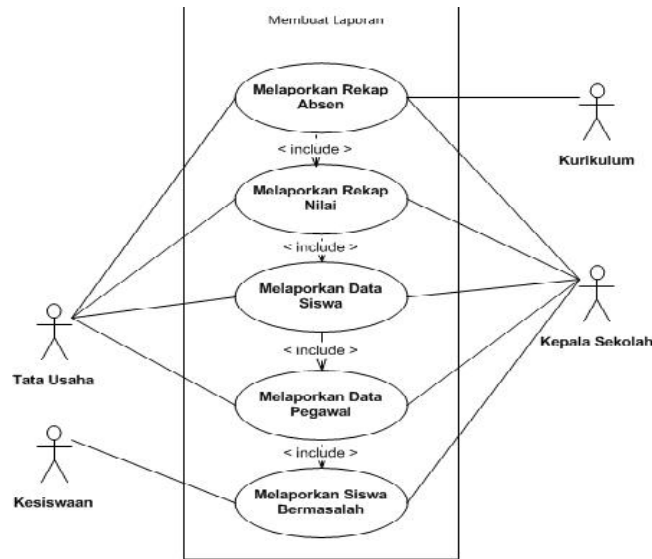 Membuat Laporan
Melaporkan Rekap
Absen
< include >
Kurikulum
Melaporkan Rekap
Nilai
< include >
Melaporkan Data
Siswa
Kepala Sekolah
Tata Usaha
< include >
Melaporkan Data
Pegawal
< include >
Kesiswaan
Melaporkan Siswa
Bermasalah